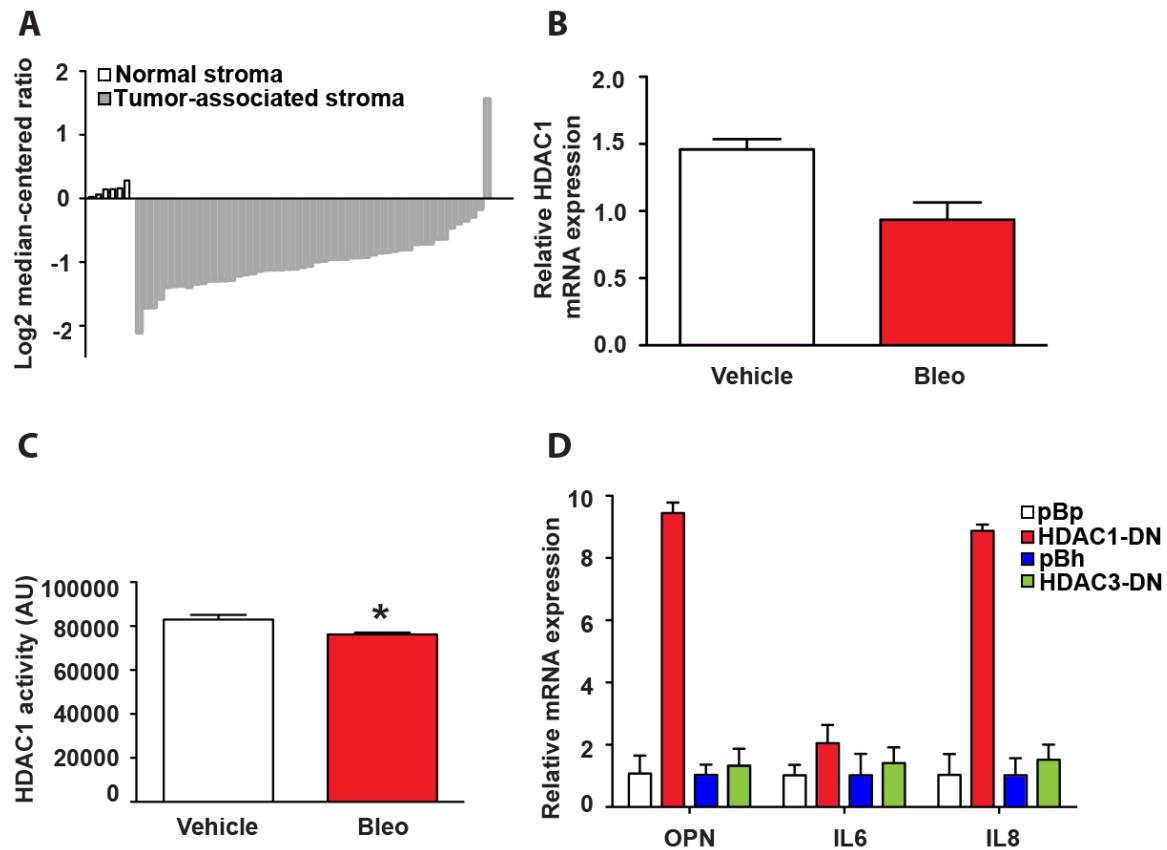 A
Log2 median-centered ratio
2
1
0
-1
-2
Normal stroma
Tumor-associated stroma
B
Relative HDAC1
mRNA expression
2.0
1.5
1.0
0.5
0.0
Vehicle Bleo
C
HDAC1 activity (AU)
100000
80000
60000
40000
20000
0
*
Vehicle Bleo
D
Relative mRNA expression
10
8
6
4
2
0
pBp
HDAC1-DN
pBh
HDAC3-DN
OPN IL6 IL8